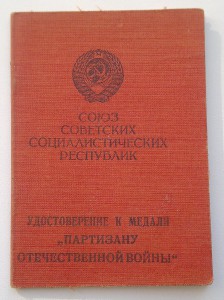 СОЮЗ
СОВЕТСКИХ
СОЦИАЛИСТИЧЕСКИХ
РЕСПУБЛИК
УДОСТОВЕРЕНИЕ К МЕДАЛИ
„ПАРТИЗАНУ
ОТЕЧЕСТВЕННОЙ ВОЙНЫ"